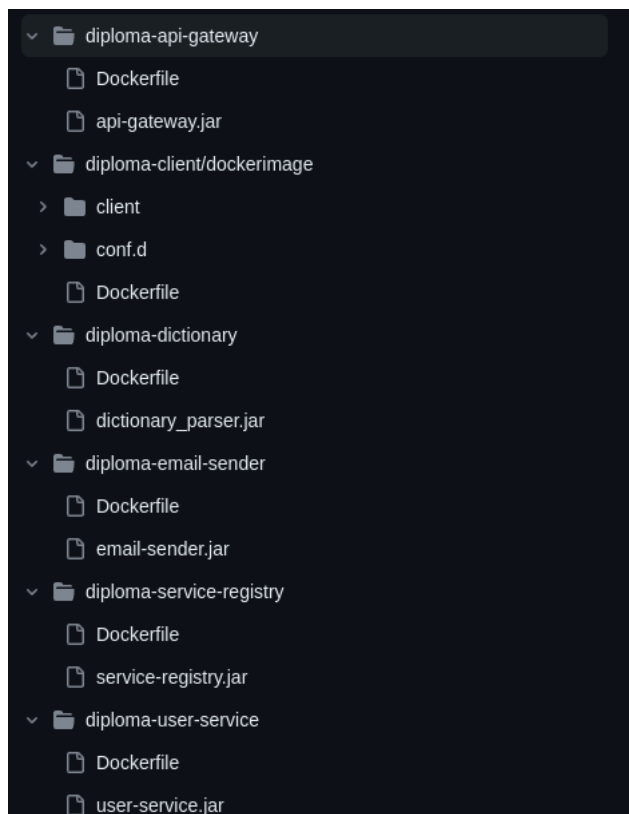 diploma-api-gateway
Dockerfile
api-gateway.jar
diploma-client/dockerimage
client
conf.d
Dockerfile
diploma-dictionary
Dockerfile
dictionary_parser.jar
diploma-email-sender
Dockerfile
email-sender.jar
diploma-service-registry
Dockerfile
service-registry.jar
diploma-user-service
Dockerfile
user-service.jar